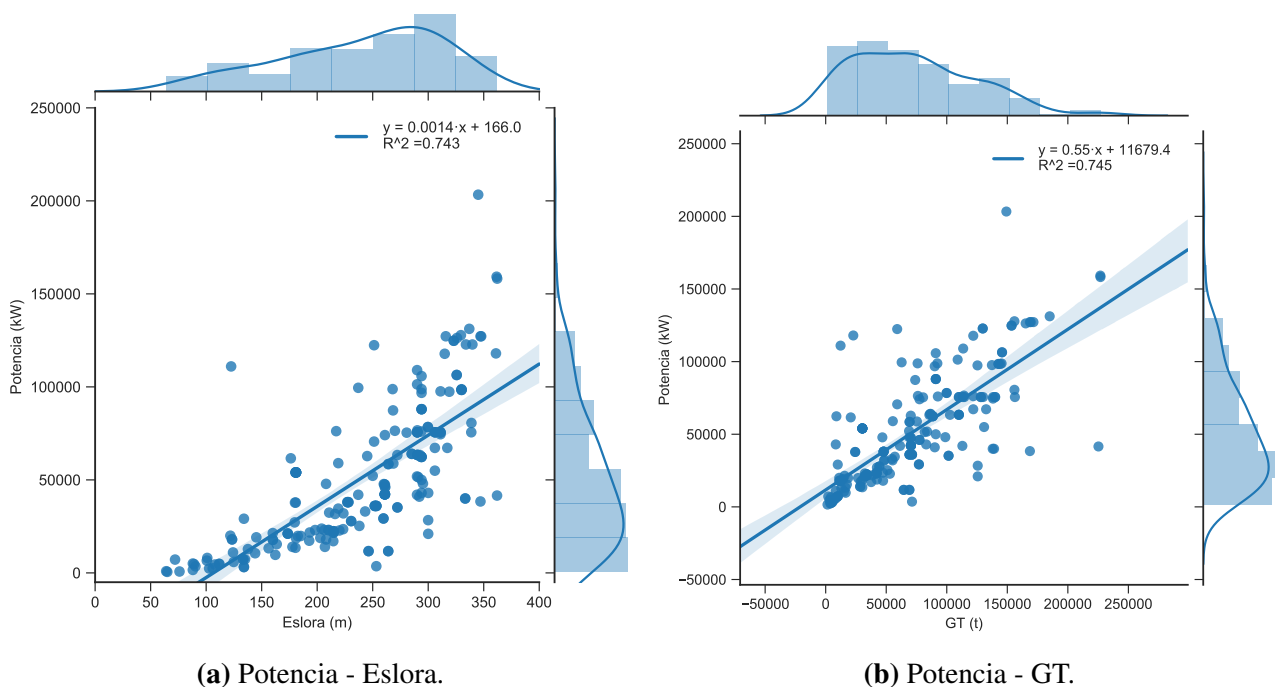 250000
200000
150000
100000
50000
0
Potencia (kW)
y = 0.0014·x + 166.0
R^2 =0.743
0 50 100 150 200 250 300 350 400
Eslora (m)
(a) Potencia - Eslora.
250000
200000
150000
100000
50000
0
−50000
Potencia (kW)
y = 0.55·x + 11679.4
R^2 =0.745
−50000 0 50000 100000 150000 200000 250000
GT (t)
(b) Potencia - GT.